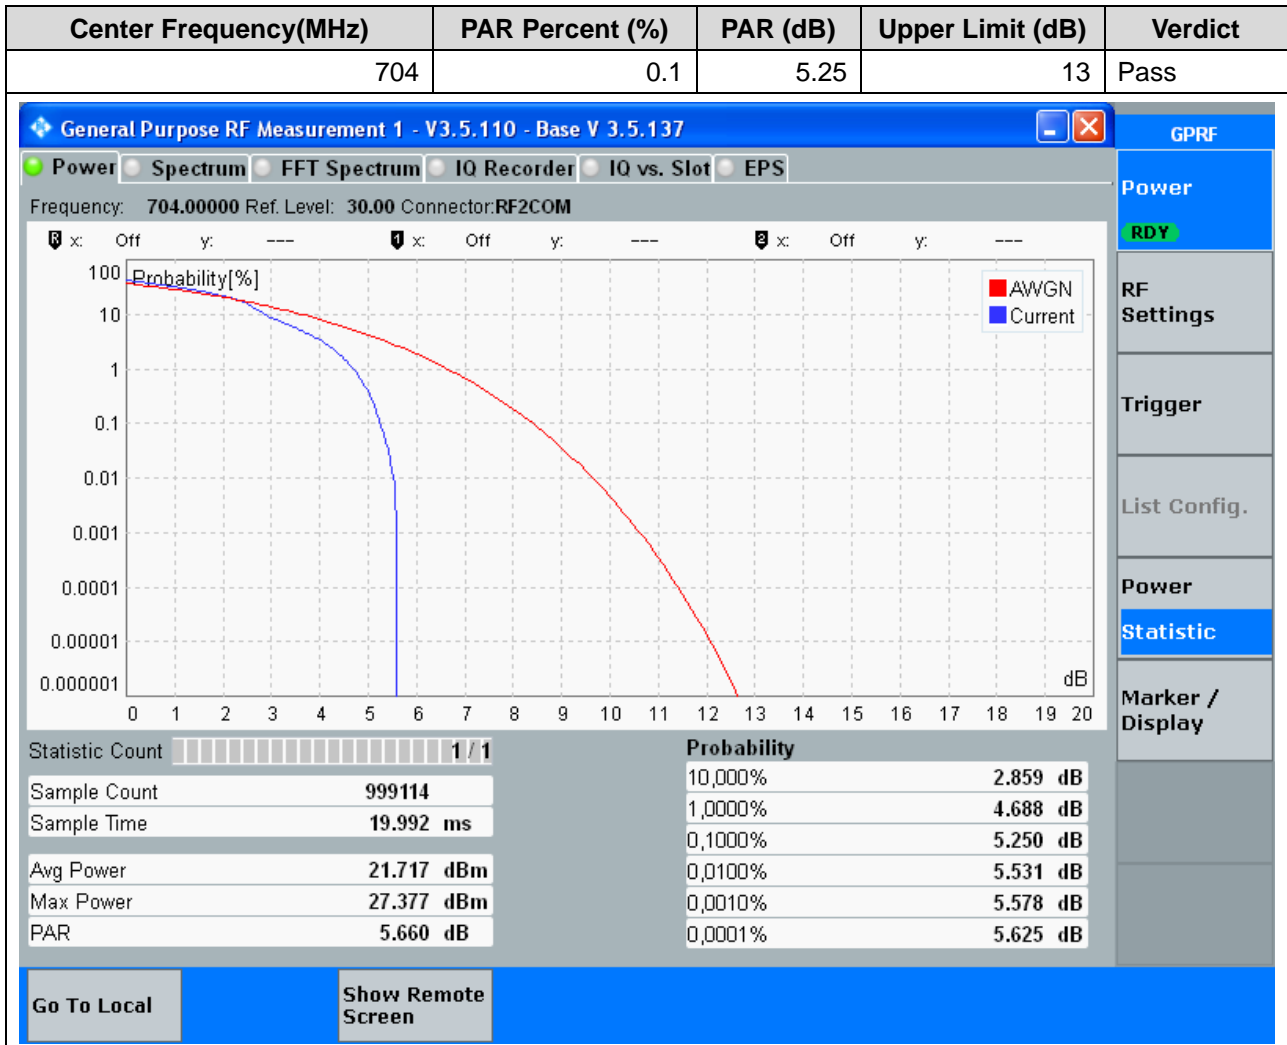 Center Frequency(MHz) PAR Percent (%) PAR (dB) Upper Limit (dB) Verdict
704 0.1 5.25 13 Pass
General Purpose RF Measurement 1 - V3.5.110 - Base V 3.5.137
GPRF
Power Spectrum FFT Spectrum IQ Recorder IQ vs. Slot EPS
Frequency: 704.00000 Ref. Level: 30.00 Connector:RF2COM
R x: Off y: --- 1 x: Off y: --- 2 x: Off y: ---
Probability[%]
100
10
1
0.1
0.01
0.001
0.0001
0.00001
0.000001
AWGN
Current
dB
0 1 2 3 4 5 6 7 8 9 10 11 12 13 14 15 16 17 18 19 20
Statistic Count 1 / 1
Sample Count 999114
Sample Time 19.992 ms
Avg Power 21.717 dBm
Max Power 27.377 dBm
PAR 5.660 dB
Probability
10,000% 2.859 dB
1,0000% 4.688 dB
0,1000% 5.250 dB
0,0100% 5.531 dB
0,0010% 5.578 dB
0,0001% 5.625 dB
Power
RDY
RF
Settings
Trigger
List Config.
Power
Statistic
Marker /
Display
Go To Local
Show Remote
Screen